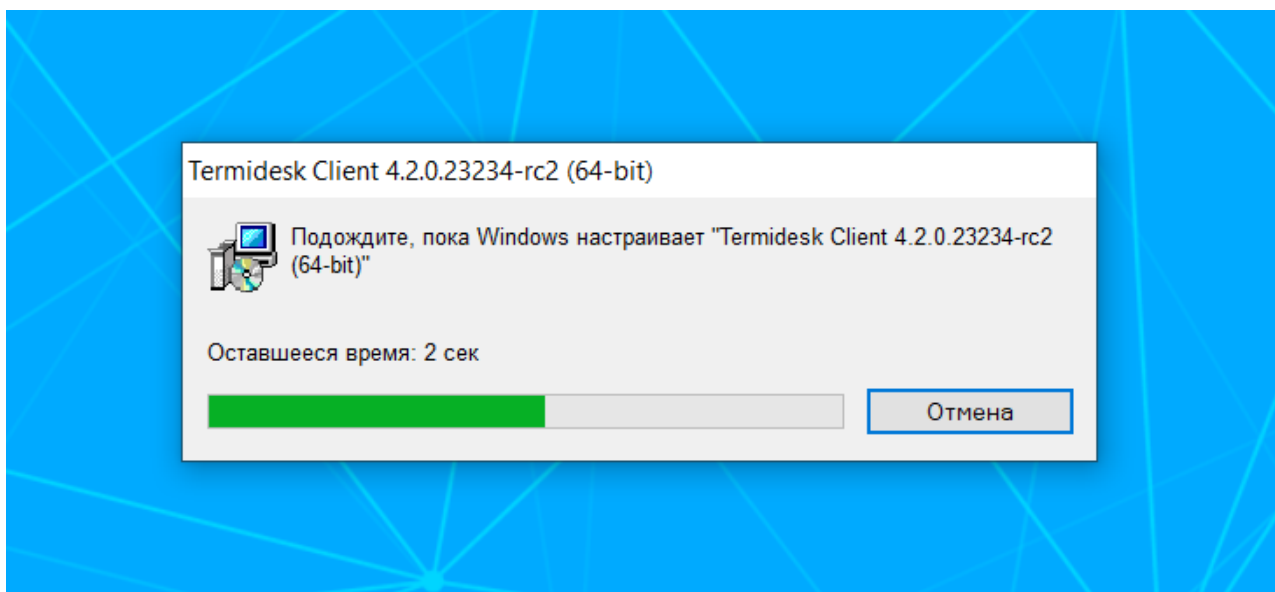 Termidesk Client 4.2.0.23234-rc2 (64-bit)
Подождите, пока Windows настраивает "Termidesk Client 4.2.0.23234-rc2
(64-bit)"
Оставшееся время: 2 сек
Отмена